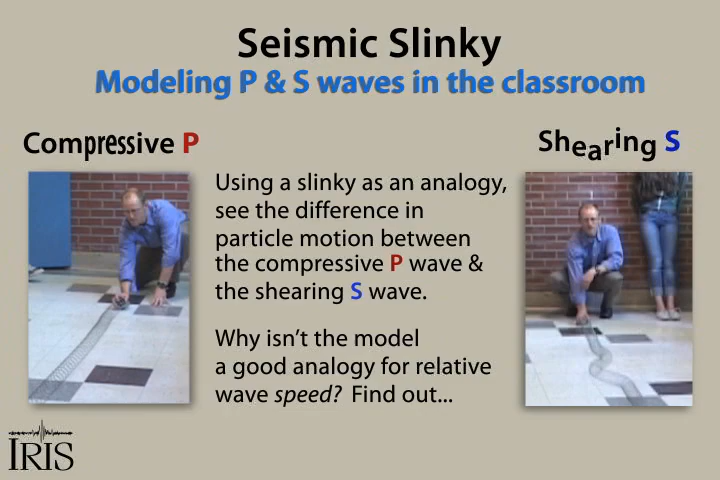 Seismic Slinky
Modeling P & S waves in the classroom
Compressive P
Shearing S
Using a slinky as an analogy,
see the difference in
particle motion between
the compressive P wave &
the shearing S wave.
Why isn't the model
a good analogy for relative
wave speed? Find out...
IRIS